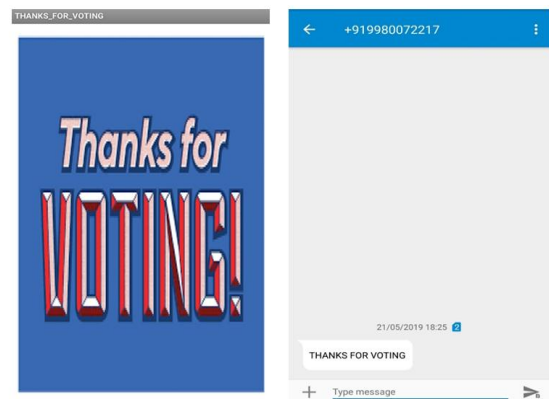 THANKS_FOR_VOTING
Thanks for
VOTING!
+919980072217
21/05/2019 18:25 2
THANKS FOR VOTING
Type message